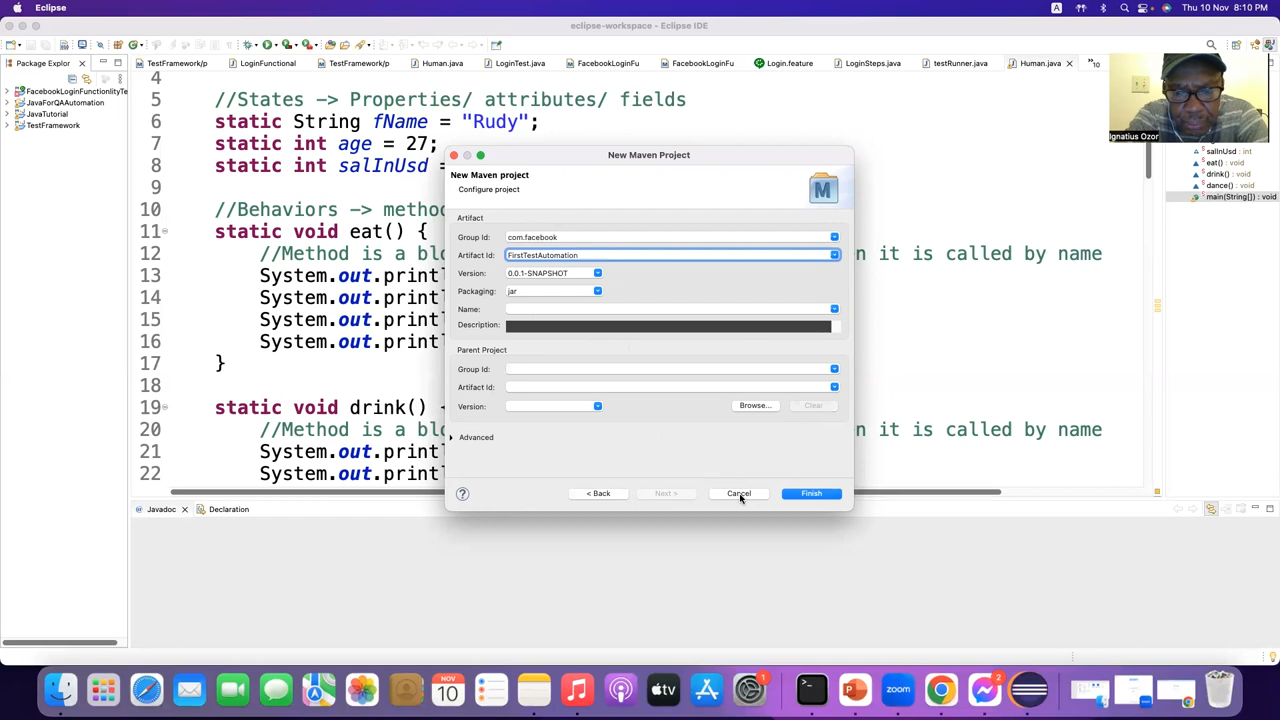 Eclipse
Thu 10 Nov 8:10 PM
eclipse-workspace - Eclipse IDE
Package Explor
TestFramework/p
LoginFunctional
TestFramework/p
Human.java
LoginTest.java
FacebookLoginFu
FacebookLoginFu
Login.feature
LoginSteps.java
testRunner.java
Human.java
10
FacebookLoginFunctionlityTe
JavaForQAAutomation
JavaTutorial
TestFramework
4
5 //States -> Properties/ attributes/ fields
6 static String fName = "Rudy";
7 static int age = 27;
8 static int salInUsd =
9
10 //Behaviors -> metho
11 static void eat() {
12 //Method is a blo n it is called by name
13 System.out.printl
14 System.out.printl
15 System.out.printl
16 System.out.printl
17 }
18
19 static void drink()
20 //Method is a blo n it is called by name
21 System.out.printl
22 System.out.printl
New Maven Project
New Maven project
Configure project
M
Artifact
Group Id: com.facebook
Artifact Id: FirstTestAutomation
Version: 0.0.1-SNAPSHOT
Packaging: jar
Name:
Description:
Parent Project
Group Id:
Artifact Id:
Version:
Browse...
Clear
Advanced
?
< Back
Next >
Cancel
Finish
Ignatius Ozor
salInUsd : int
eat() : void
drink() : void
dance() : void
main(String[]) : void
Javadoc
Declaration
NOV
10
tv
1
zoom
2